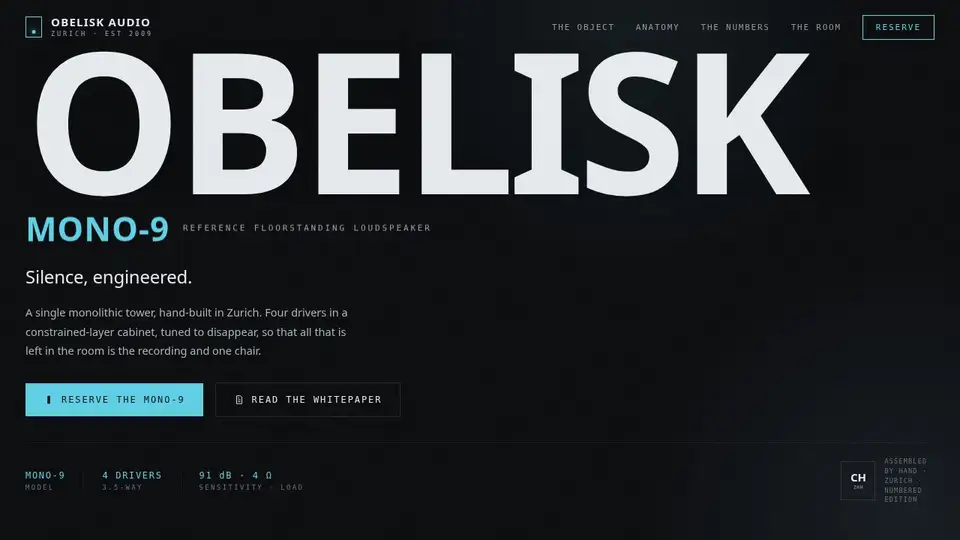 OBELISK AUDIO
ZURICH · EST 2009
THE OBJECT
ANATOMY
THE NUMBERS
THE ROOM
RESERVE
OBELISK
MONO-9
REFERENCE FLOORSTANDING LOUDSPEAKER
Silence, engineered.
A single monolithic tower, hand-built in Zurich. Four drivers in a
constrained-layer cabinet, tuned to disappear, so that all that is
left in the room is the recording and one chair.
RESERVE THE MONO-9
READ THE WHITEPAPER
MONO-9
MODEL
4 DRIVERS
3.5-WAY
91 dB · 4 Ω
SENSITIVITY · LOAD
CH
ASSEMBLED
BY HAND ·
ZURICH ·
NUMBERED
EDITION